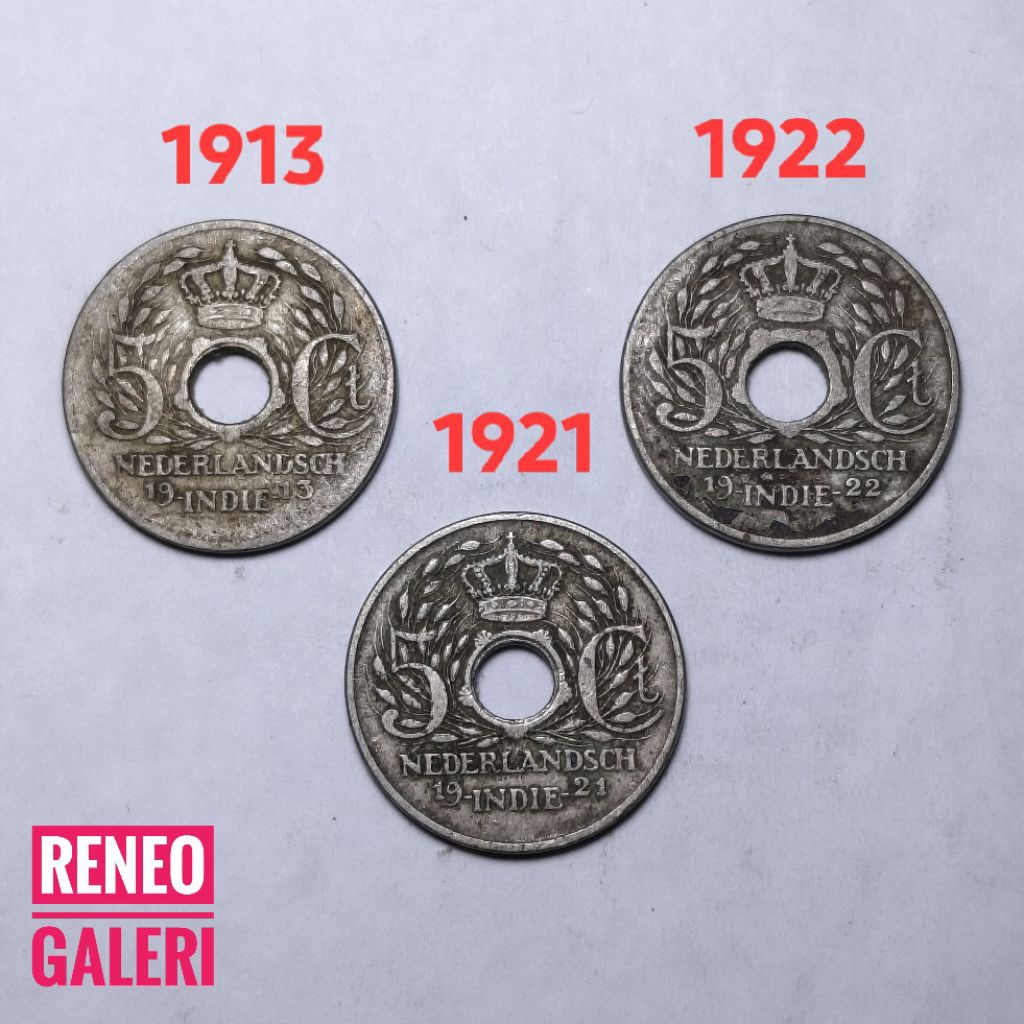 1913
1922
5 Ct
NEDERLANDSCH
19-INDIE-13
5 Ct
NEDERLANDSCH
19-INDIE-22
1921
5 Ct
NEDERLANDSCH
19-INDIE-21
RENEO
GALERI